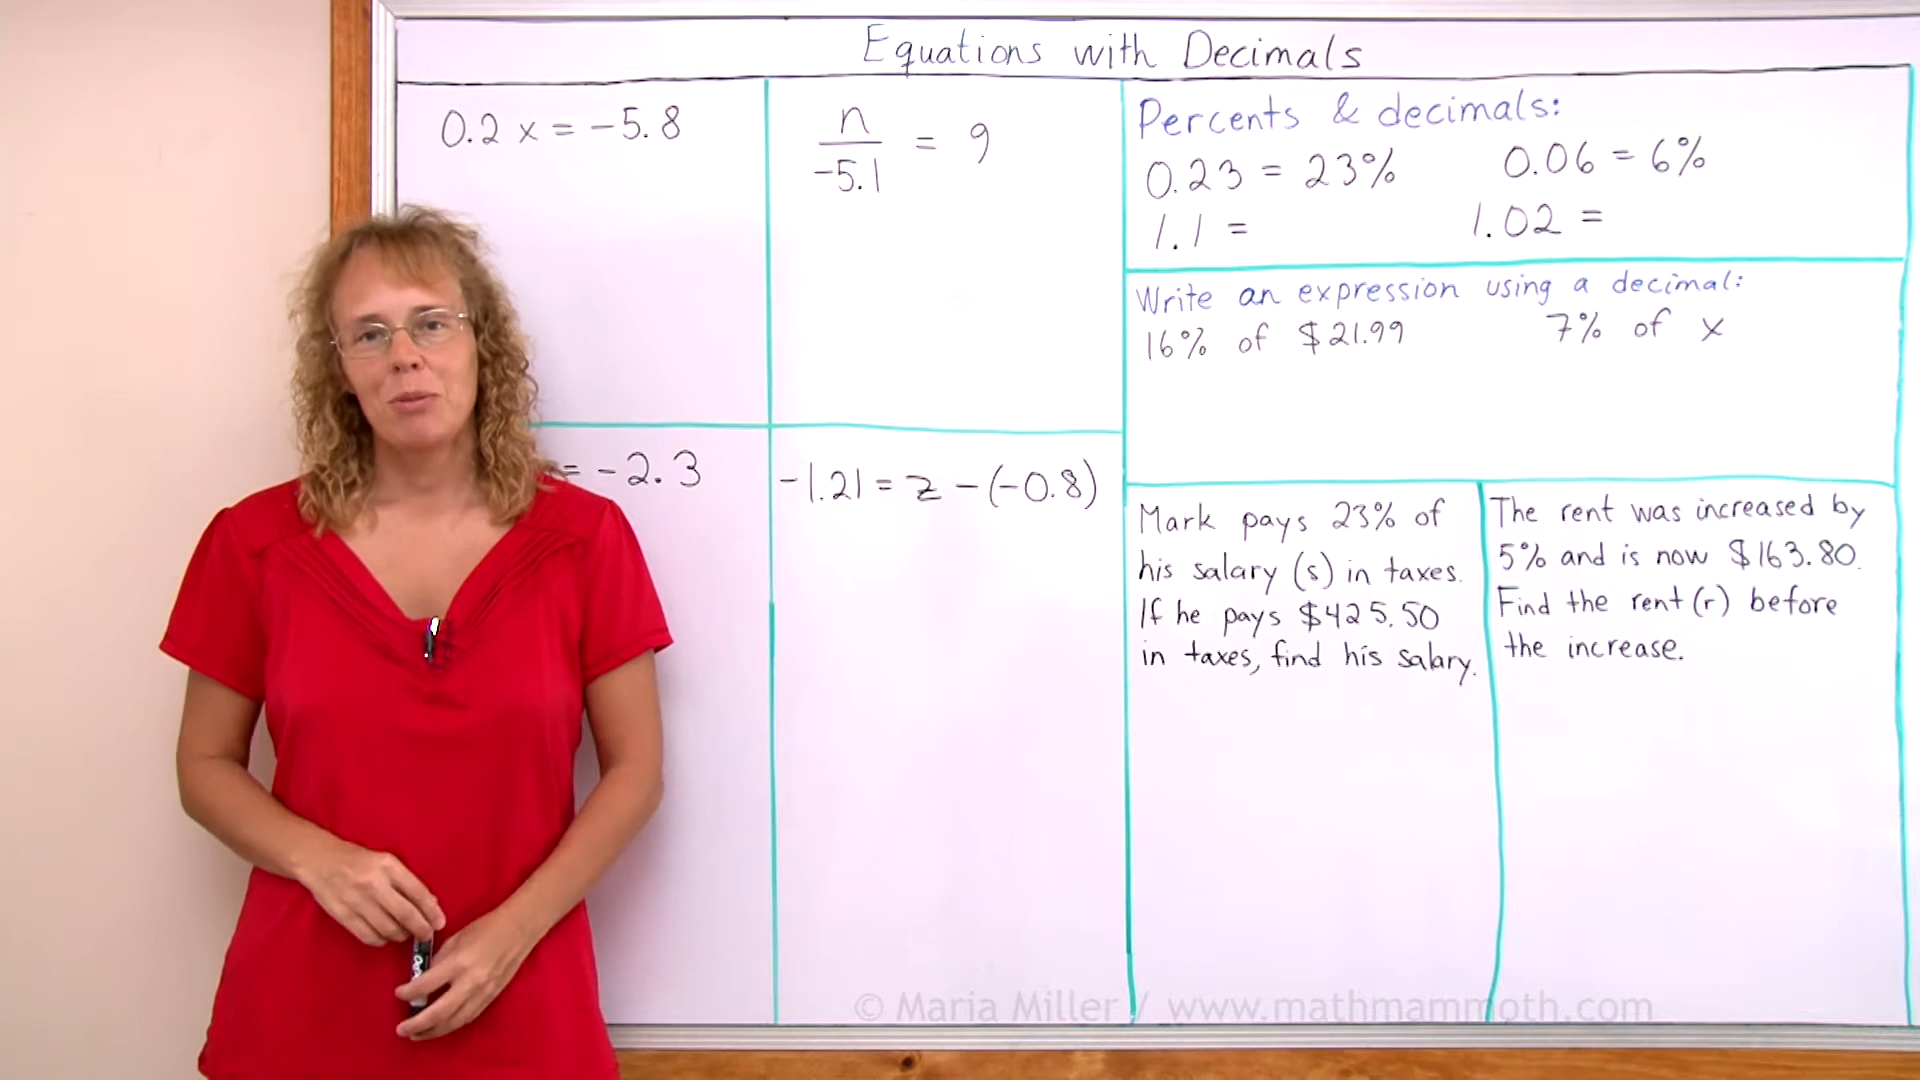 Equations with Decimals
0.2 x = -5.8
n
-5.1
= 9
= -2.3
-1.21 = z - (-0.8)
Percents & decimals:
0.23 = 23%
0.06 = 6%
1.1 =
1.02 =
Write an expression using a decimal:
16% of $21.99
7% of x
Mark pays 23% of
his salary (s) in taxes.
If he pays $425.50
in taxes, find his salary.
The rent was increased by
5% and is now $163.80.
Find the rent (r) before
the increase.
© Maria Miller / www.mathmammoth.com